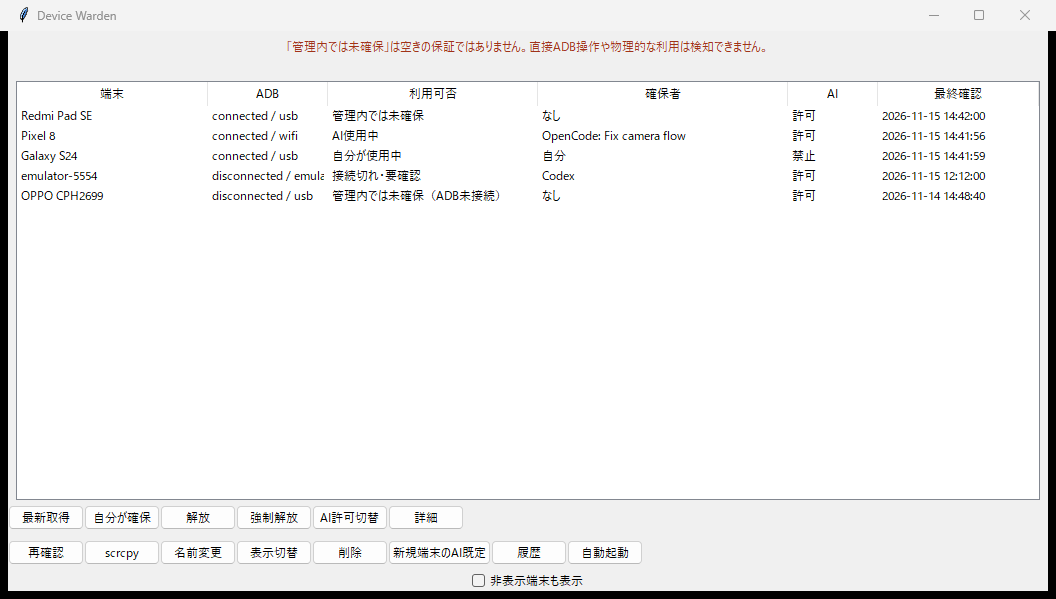 Device Warden
「管理内では未確保」は空きの保証ではありません。直接ADB操作や物理的な利用は検知できません。
端末 ADB 利用可否 確保者 AI 最終確認
Redmi Pad SE connected / usb 管理内では未確保 なし 許可 2026-11-15 14:42:00
Pixel 8 connected / wifi AI使用中 OpenCode: Fix camera flow 許可 2026-11-15 14:41:56
Galaxy S24 connected / usb 自分が使用中 自分 禁止 2026-11-15 14:41:59
emulator-5554 disconnected / emula 接続切れ・要確認 Codex 許可 2026-11-15 12:12:00
OPPO CPH2699 disconnected / usb 管理内では未確保（ADB未接続） なし 許可 2026-11-14 14:48:40
最新取得 自分が確保 解放 強制解放 AI許可切替 詳細
再確認 scrcpy 名前変更 表示切替 削除 新規端末のAI既定 履歴 自動起動
非表示端末も表示